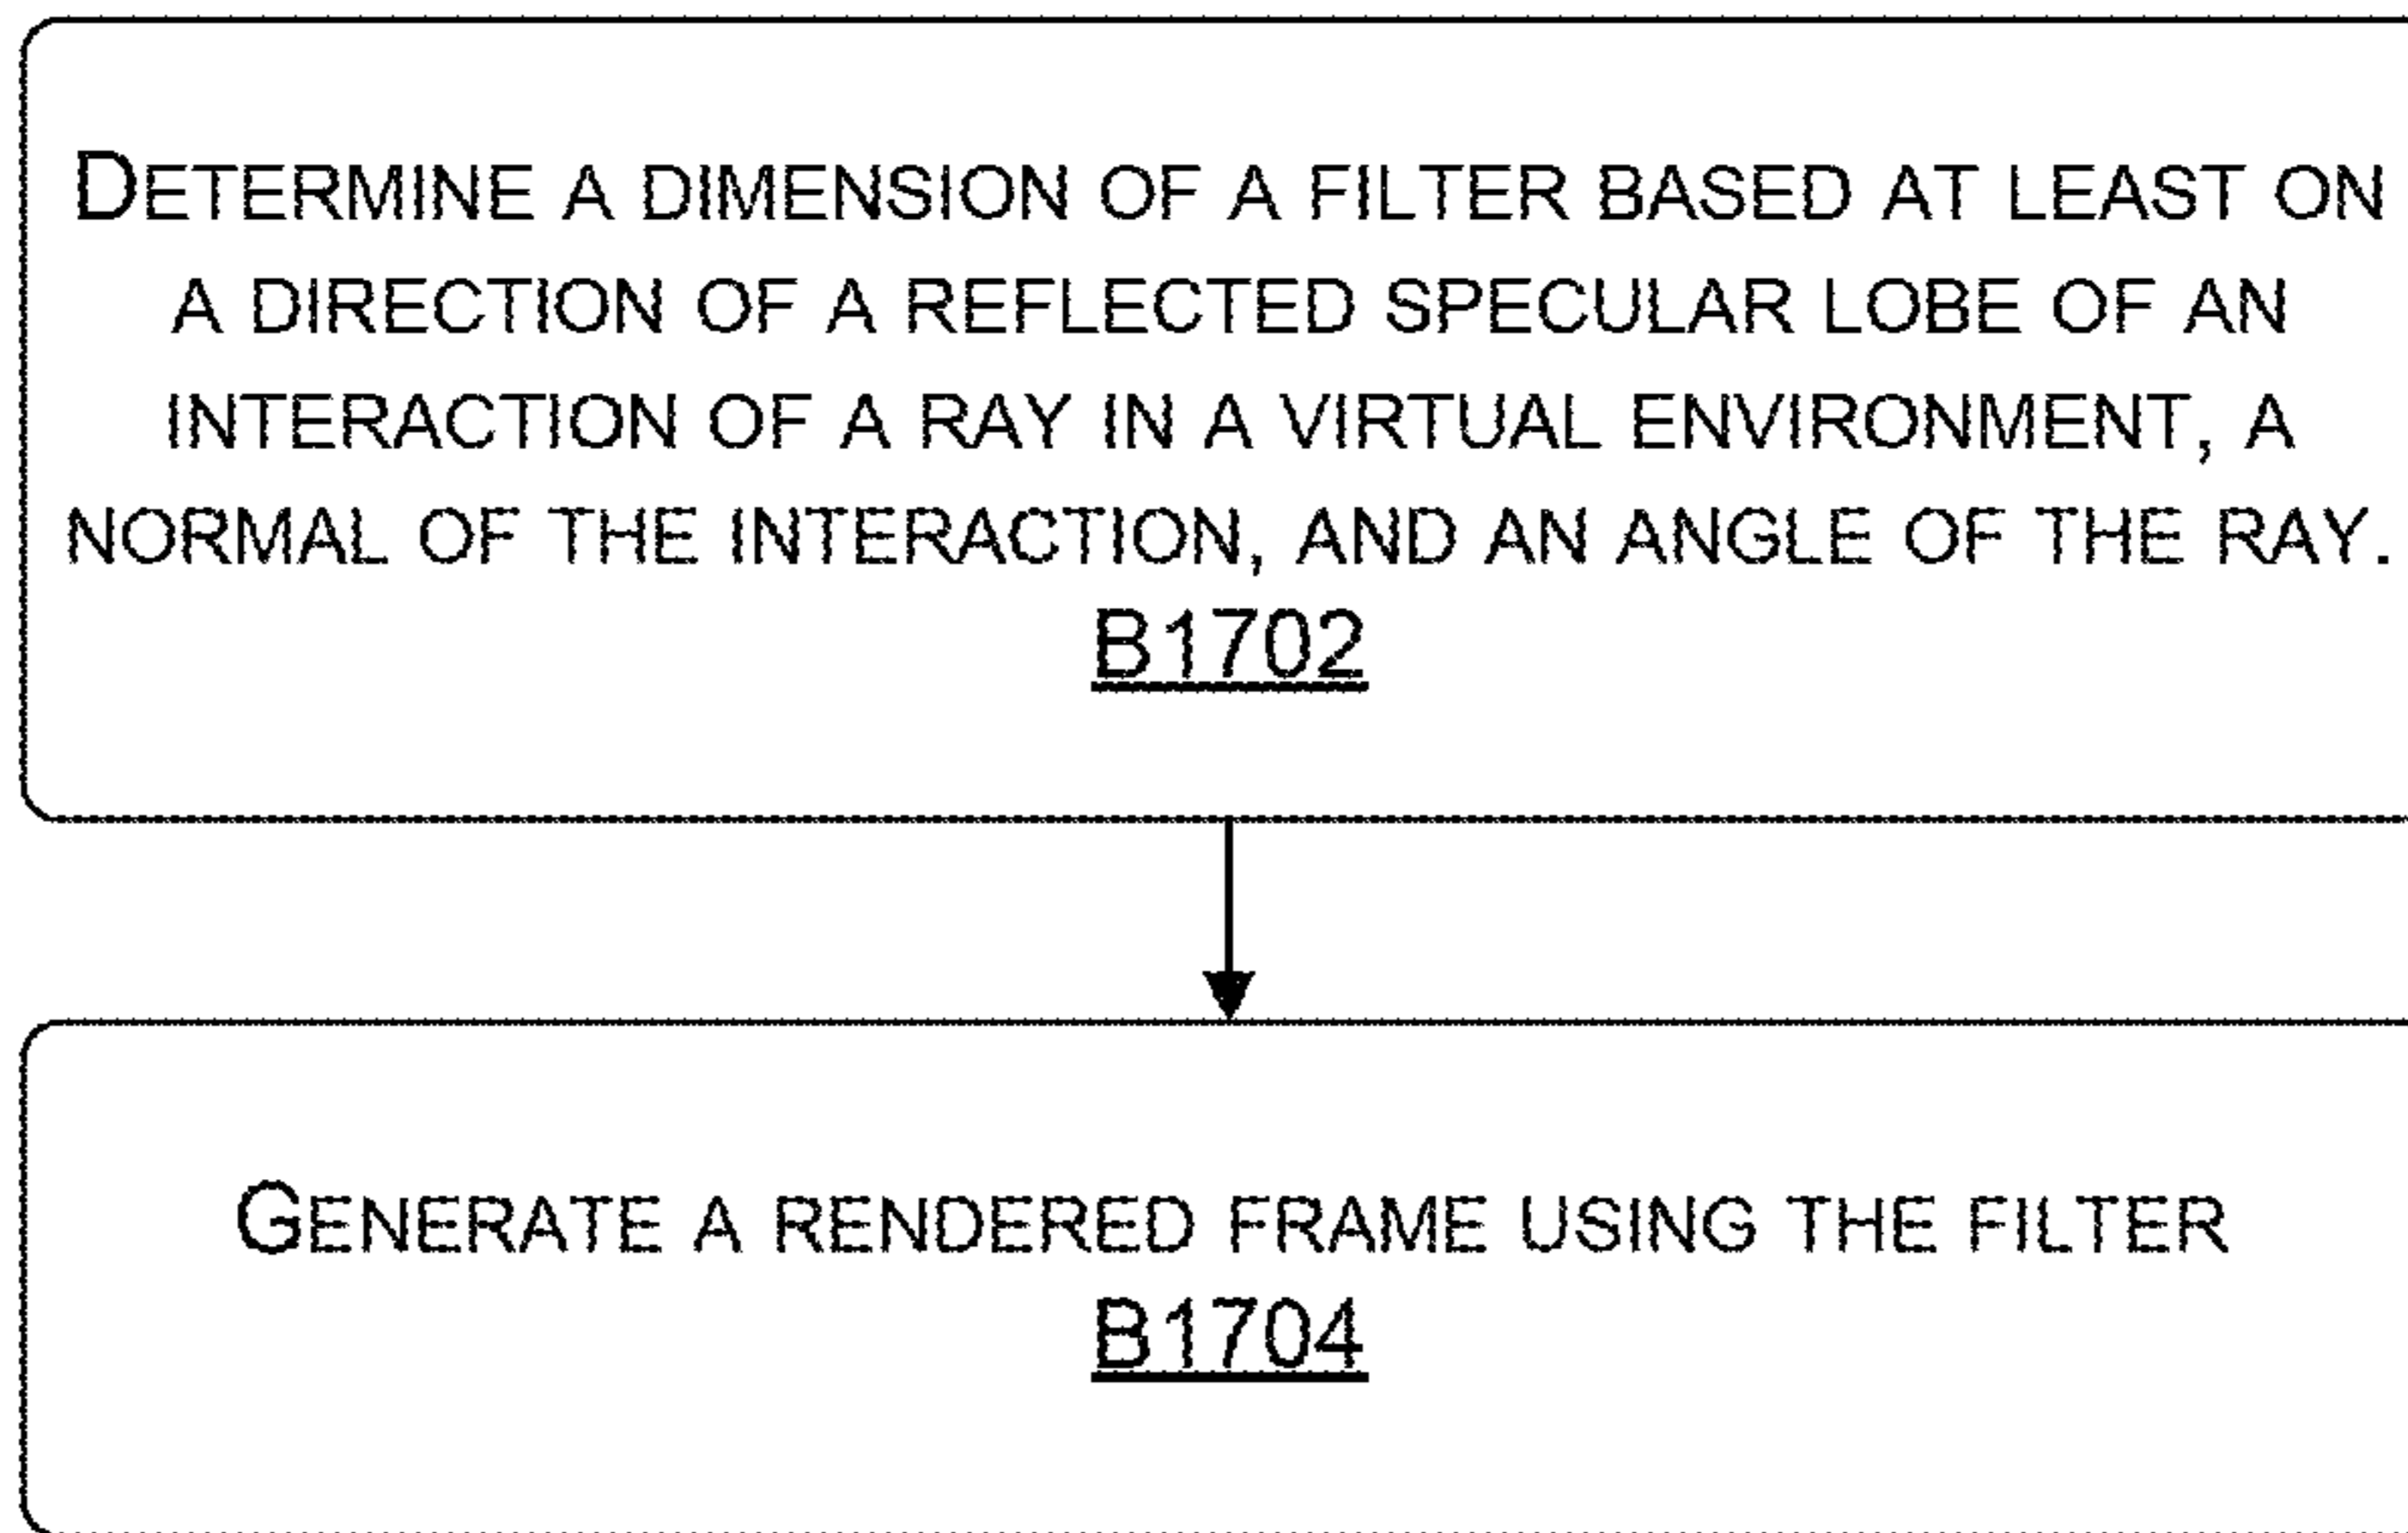 DETERMINE A DIMENSION OF A FILTER BASED AT LEAST ON
A DIRECTION OF A REFLECTED SPECULAR LOBE OF AN
INTERACTION OF A RAY IN A VIRTUAL ENVIRONMENT, A
NORMAL OF THE INTERACTION, AND AN ANGLE OF THE RAY.
B1702
GENERATE A RENDERED FRAME USING THE FILTER
B1704